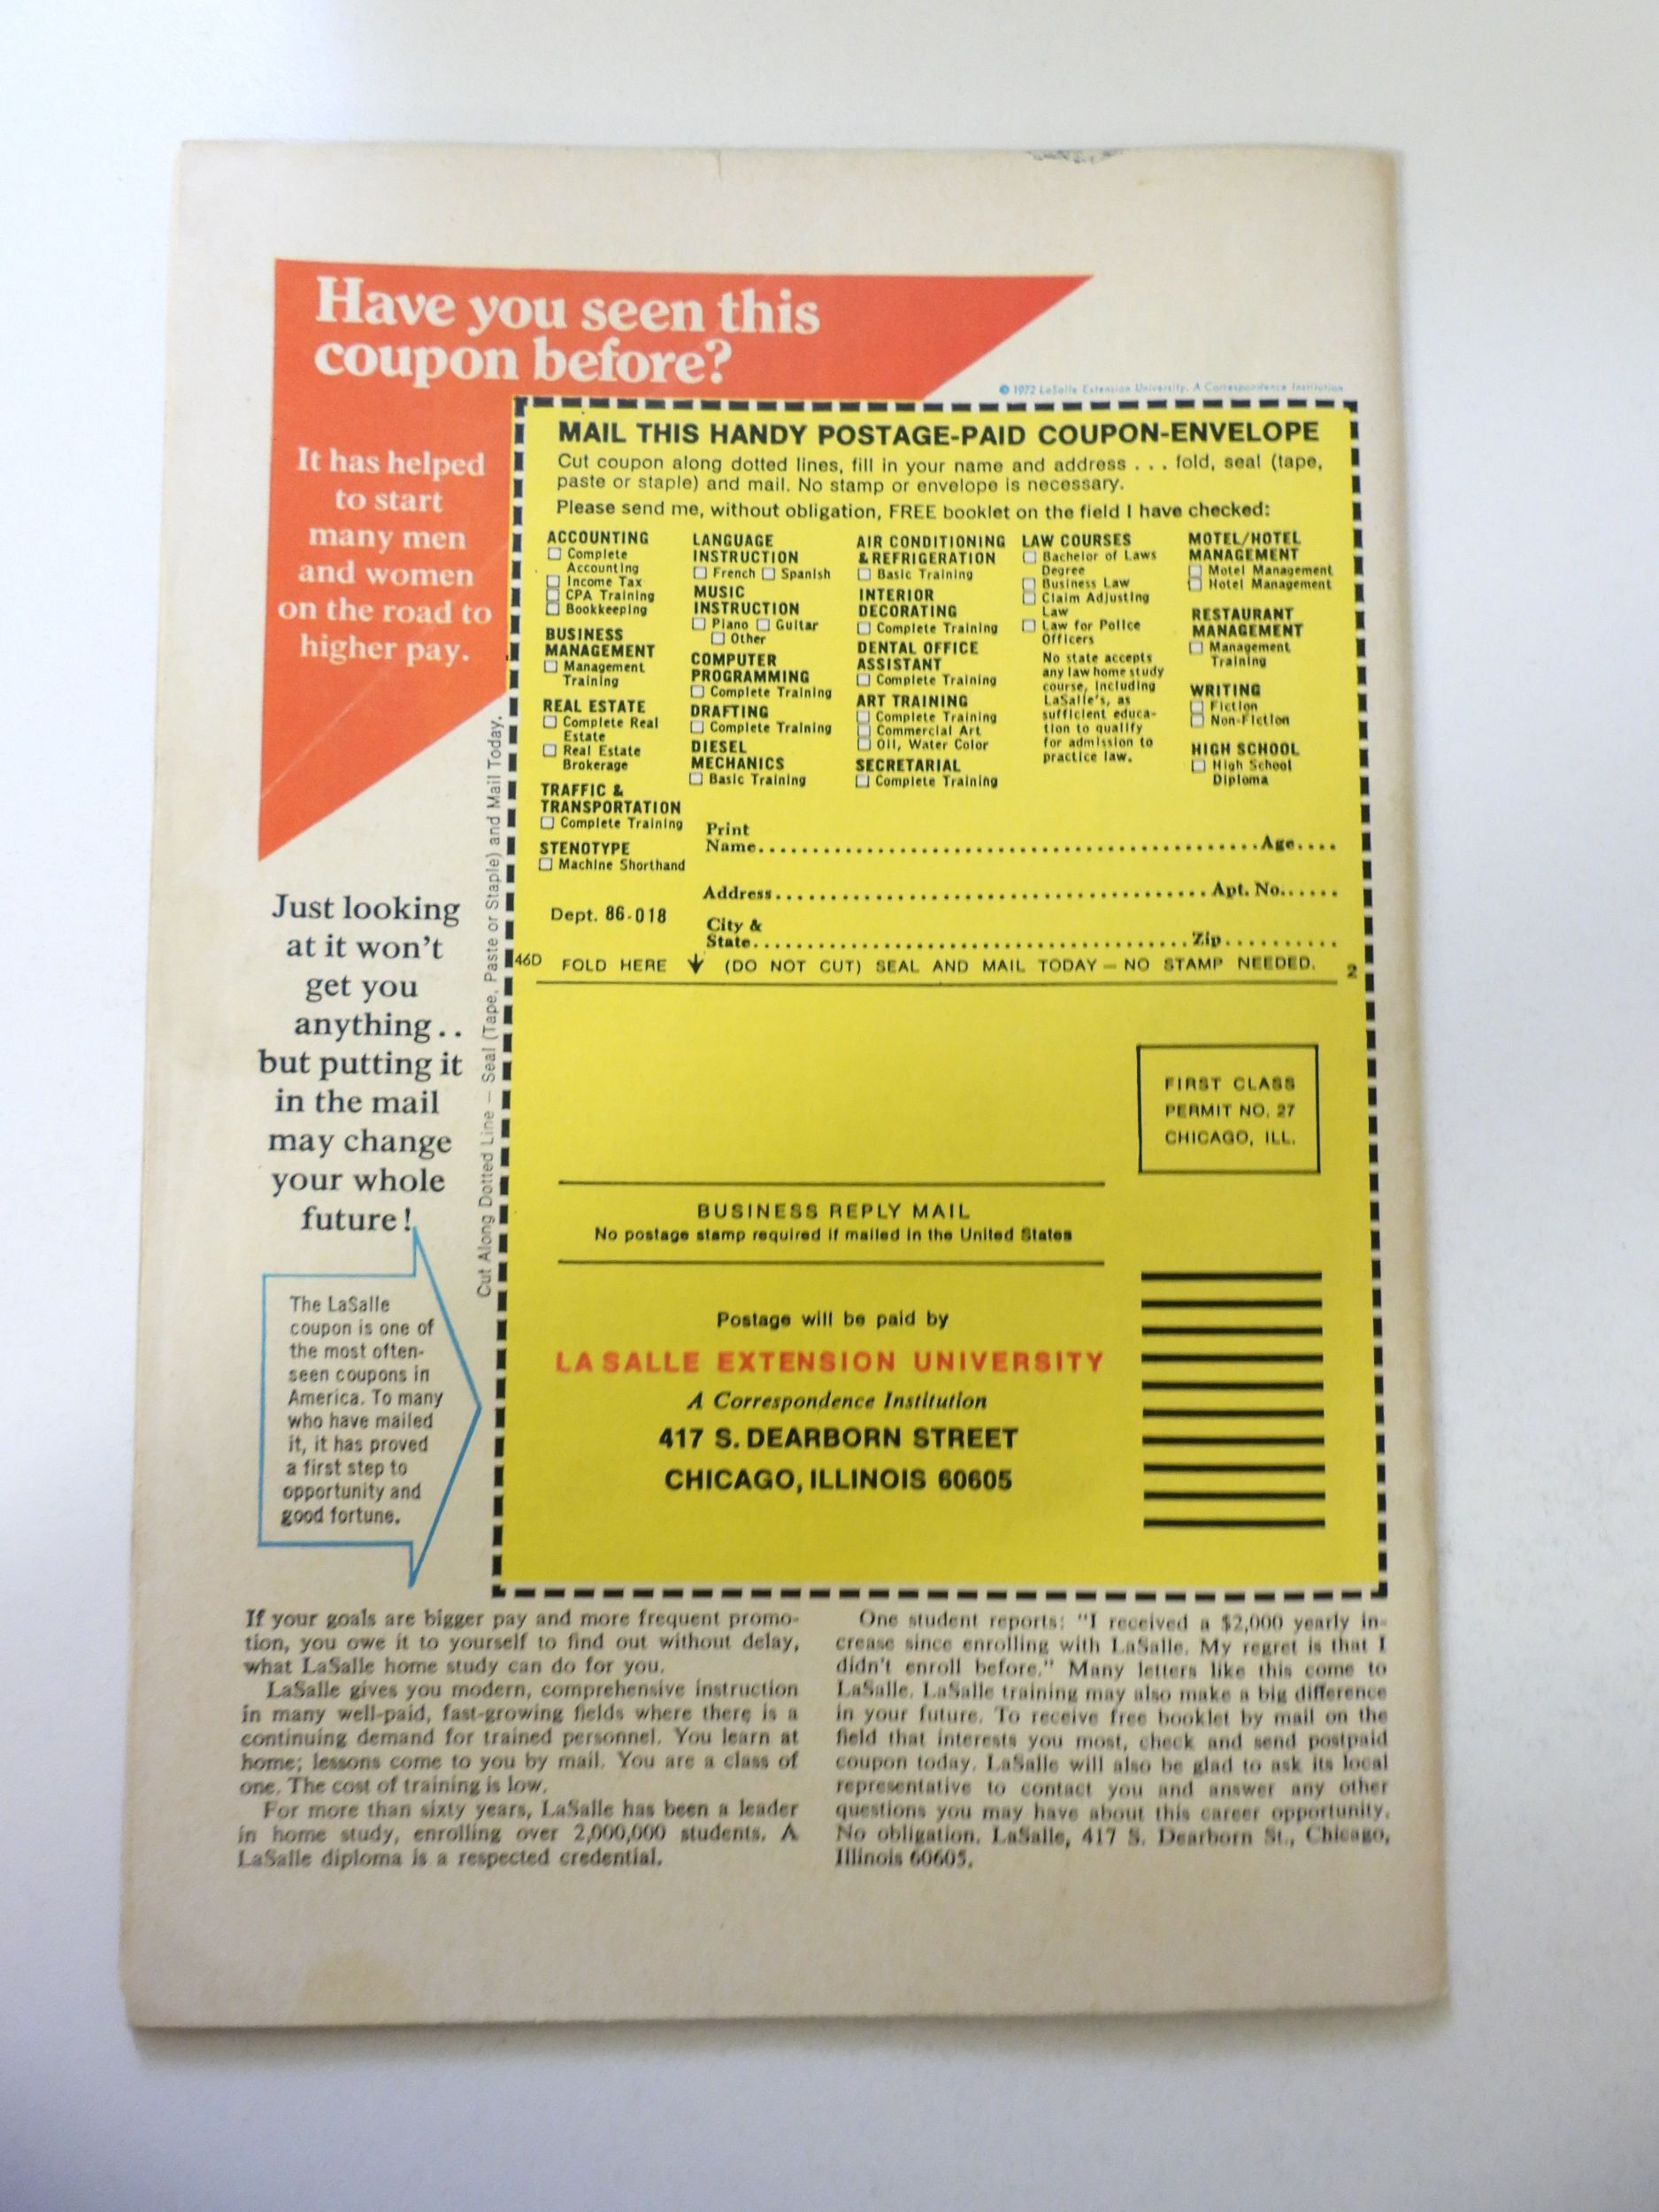 Have you seen this
coupon before?
It has helped
to start
many men
and women
on the road to
higher pay.
Just looking
at it won't
get you
anything..
but putting it
in the mail
may change
your whole
future!
The LaSalle
coupon is one of
the most often-
seen coupons in
America. To many
who have mailed
it, it has proved
a first step to
opportunity and
good fortune.
Cut Along Dotted Line – Seal (Tape, Paste or Staple) and Mail Today.
© 1972 LaSalle Extension University, A Correspondence Institution
MAIL THIS HANDY POSTAGE-PAID COUPON-ENVELOPE
Cut coupon along dotted lines, fill in your name and address . . . fold, seal (tape,
paste or staple) and mail. No stamp or envelope is necessary.
Please send me, without obligation, FREE booklet on the field I have checked:
ACCOUNTING
Complete
Accounting
Income Tax
CPA Training
Bookkeeping
BUSINESS
MANAGEMENT
Management
Training
REAL ESTATE
Complete Real
Estate
Real Estate
Brokerage
TRAFFIC &
TRANSPORTATION
Complete Training
STENOTYPE
Machine Shorthand
LANGUAGE
INSTRUCTION
French Spanish
MUSIC
INSTRUCTION
Piano Guitar
Other
COMPUTER
PROGRAMMING
Complete Training
DRAFTING
Complete Training
DIESEL
MECHANICS
Basic Training
AIR CONDITIONING
& REFRIGERATION
Basic Training
INTERIOR
DECORATING
Complete Training
DENTAL OFFICE
ASSISTANT
Complete Training
ART TRAINING
Complete Training
Commercial Art
Oil, Water Color
SECRETARIAL
Complete Training
LAW COURSES
Bachelor of Laws
Degree
Business Law
Claim Adjusting
Law
Law for Police
Officers
No state accepts
any law home study
course, including
LaSalle's, as
sufficient educa-
tion to qualify
for admission to
practice law.
MOTEL/HOTEL
MANAGEMENT
Motel Management
Hotel Management
RESTAURANT
MANAGEMENT
Management
Training
WRITING
Fiction
Non-Fiction
HIGH SCHOOL
High School
Diploma
Dept. 86-018
Print
Name Age
Address Apt. No.
City &
State Zip
46D FOLD HERE (DO NOT CUT) SEAL AND MAIL TODAY – NO STAMP NEEDED. 2
FIRST CLASS
PERMIT NO. 27
CHICAGO, ILL.
BUSINESS REPLY MAIL
No postage stamp required if mailed in the United States
Postage will be paid by
LA SALLE EXTENSION UNIVERSITY
A Correspondence Institution
417 S. DEARBORN STREET
CHICAGO, ILLINOIS 60605
If your goals are bigger pay and more frequent promo-
tion, you owe it to yourself to find out without delay,
what LaSalle home study can do for you.
LaSalle gives you modern, comprehensive instruction
in many well-paid, fast-growing fields where there is a
continuing demand for trained personnel. You learn at
home; lessons come to you by mail. You are a class of
one. The cost of training is low.
For more than sixty years, LaSalle has been a leader
in home study, enrolling over 2,000,000 students. A
LaSalle diploma is a respected credential.
One student reports: "I received a $2,000 yearly in-
crease since enrolling with LaSalle. My regret is that I
didn't enroll before." Many letters like this come to
LaSalle. LaSalle training may also make a big difference
in your future. To receive free booklet by mail on the
field that interests you most, check and send postpaid
coupon today. LaSalle will also be glad to ask its local
representative to contact you and answer any other
questions you may have about this career opportunity.
No obligation. LaSalle, 417 S. Dearborn St., Chicago,
Illinois 60605.